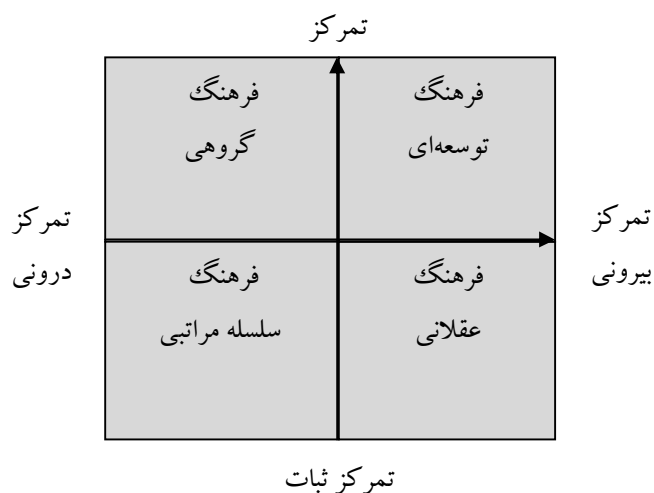 تمرکز
فرهنگ
توسعه‌ای
فرهنگ
گروهی
تمرکز
بیرونی
تمرکز
درونی
فرهنگ
عقلانی
فرهنگ
سلسله مراتبی
تمرکز ثبات